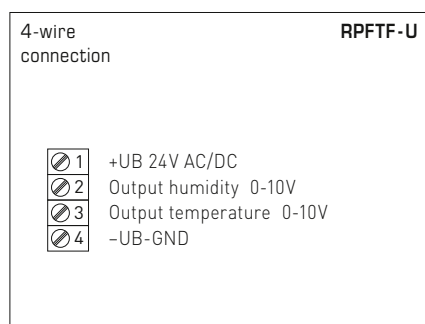 4-wire RPFTF-U
connection
1 +UB 24V AC/DC
2 Output humidity 0-10V
3 Output temperature 0-10V
4 –UB-GND